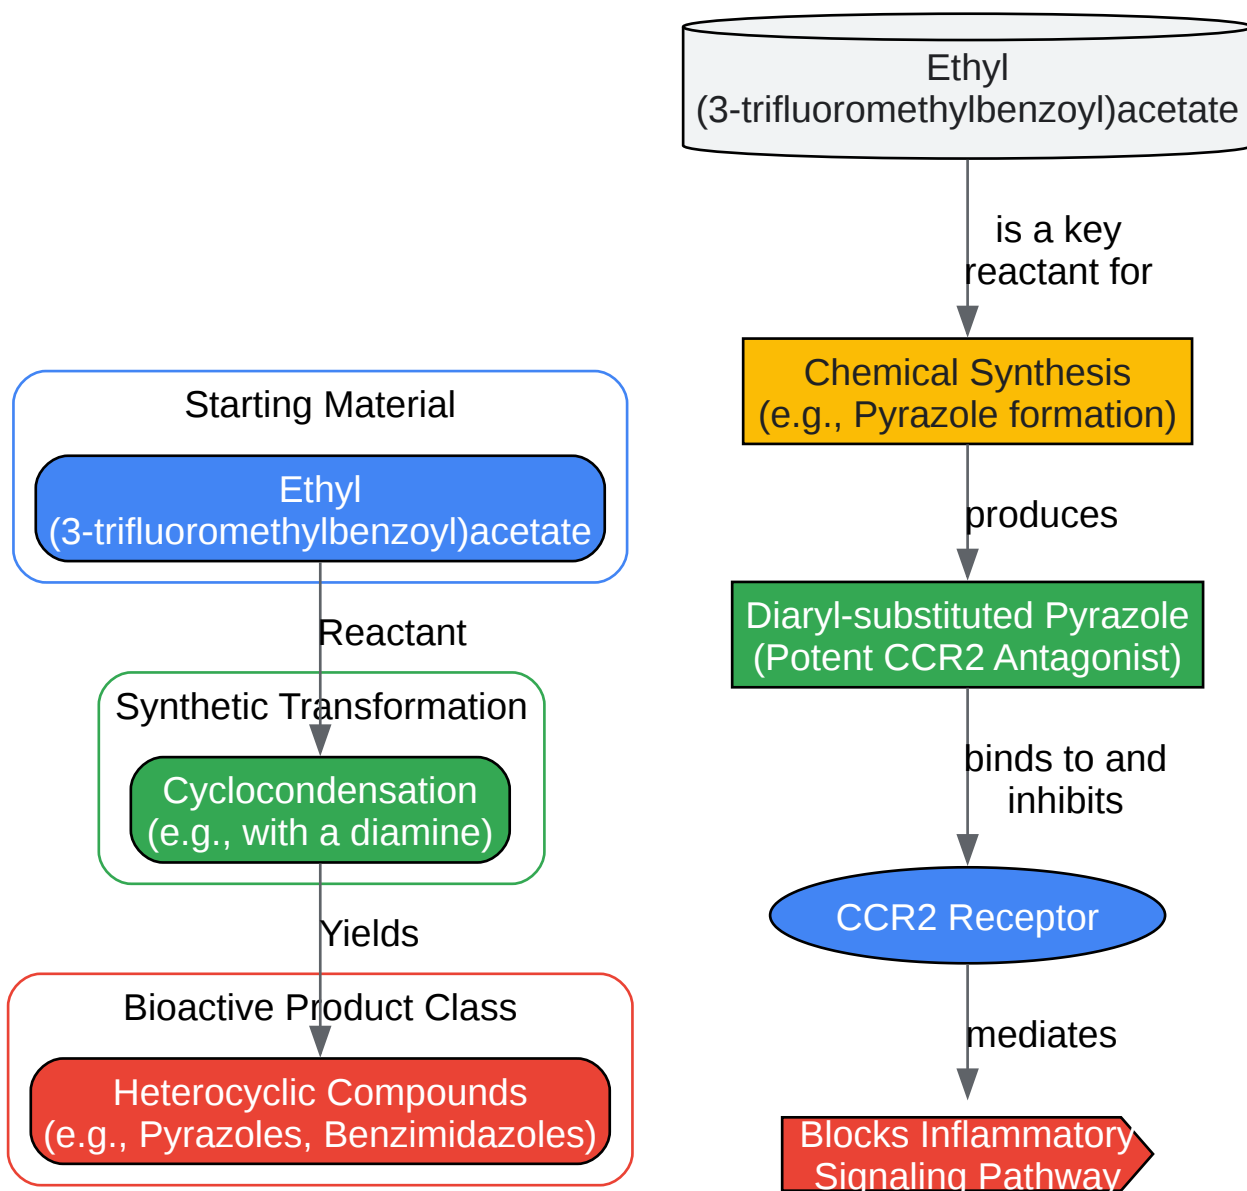 Starting Material
Ethyl
(3-trifluoromethylbenzoyl)acetate
Reactant
Synthetic Transformation
Cyclocondensation
(e.g., with a diamine)
Yields
Bioactive Product Class
Heterocyclic Compounds
(e.g., Pyrazoles, Benzimidazoles)
Ethyl
(3-trifluoromethylbenzoyl)acetate
is a key
reactant for
Chemical Synthesis
(e.g., Pyrazole formation)
produces
Diaryl-substituted Pyrazole
(Potent CCR2 Antagonist)
binds to and
inhibits
CCR2 Receptor
mediates
Blocks Inflammatory
Signaling Pathway